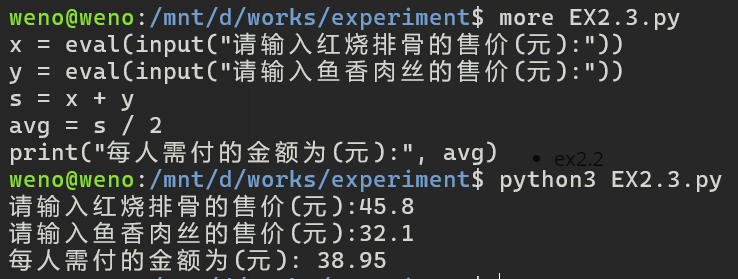 weno@weno:/mnt/d/works/experiment$ more EX2.3.py
x = eval(input("请输入红烧排骨的售价(元):"))
y = eval(input("请输入鱼香肉丝的售价(元):"))
s = x + y
avg = s / 2
print("每人需付的金额为(元):", avg)
• ex2.2
weno@weno:/mnt/d/works/experiment$ python3 EX2.3.py
请输入红烧排骨的售价(元):45.8
请输入鱼香肉丝的售价(元):32.1
每人需付的金额为(元): 38.95